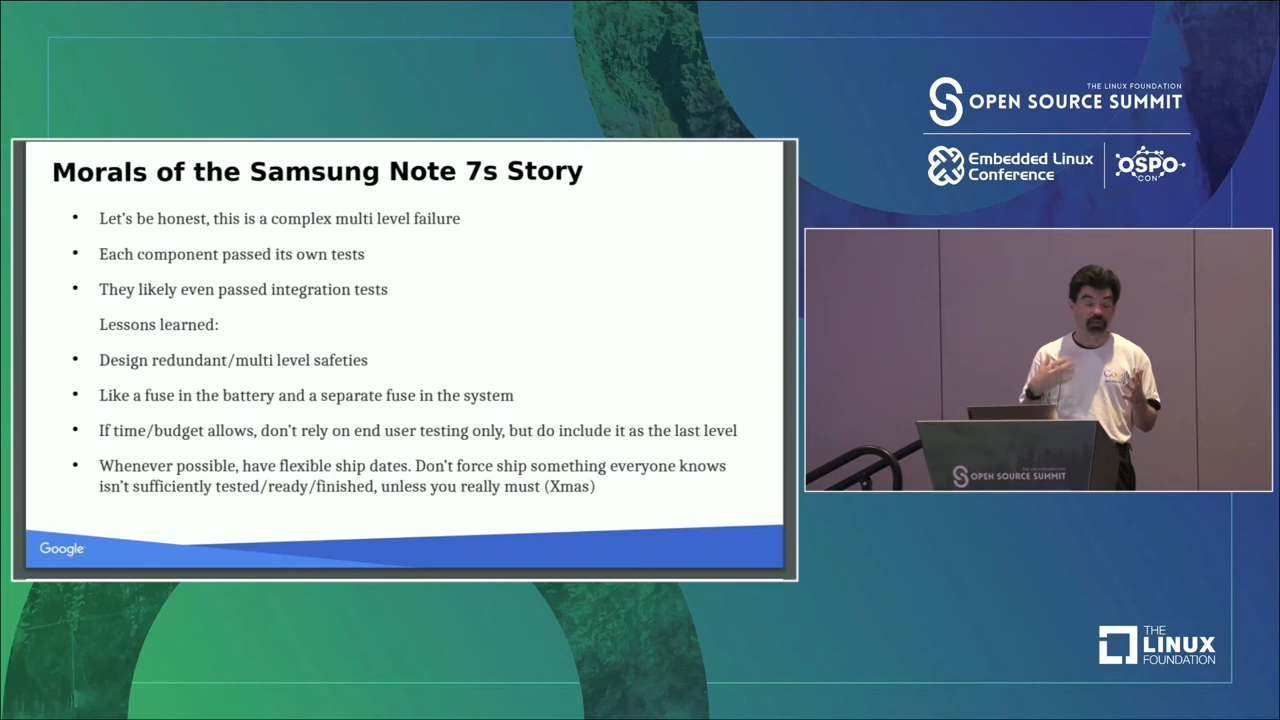 THE LINUX FOUNDATION
OPEN SOURCE SUMMIT
Embedded Linux
Conference
OSPO
CON
Morals of the Samsung Note 7s Story
• Let's be honest, this is a complex multi level failure
• Each component passed its own tests
• They likely even passed integration tests
Lessons learned:
• Design redundant/multi level safeties
• Like a fuse in the battery and a separate fuse in the system
• If time/budget allows, don't rely on end user testing only, but do include it as the last level
• Whenever possible, have flexible ship dates. Don't force ship something everyone knows
isn't sufficiently tested/ready/finished, unless you really must (Xmas)
Google
OPEN SOURCE SUMMIT
THE
LINUX
FOUNDATION